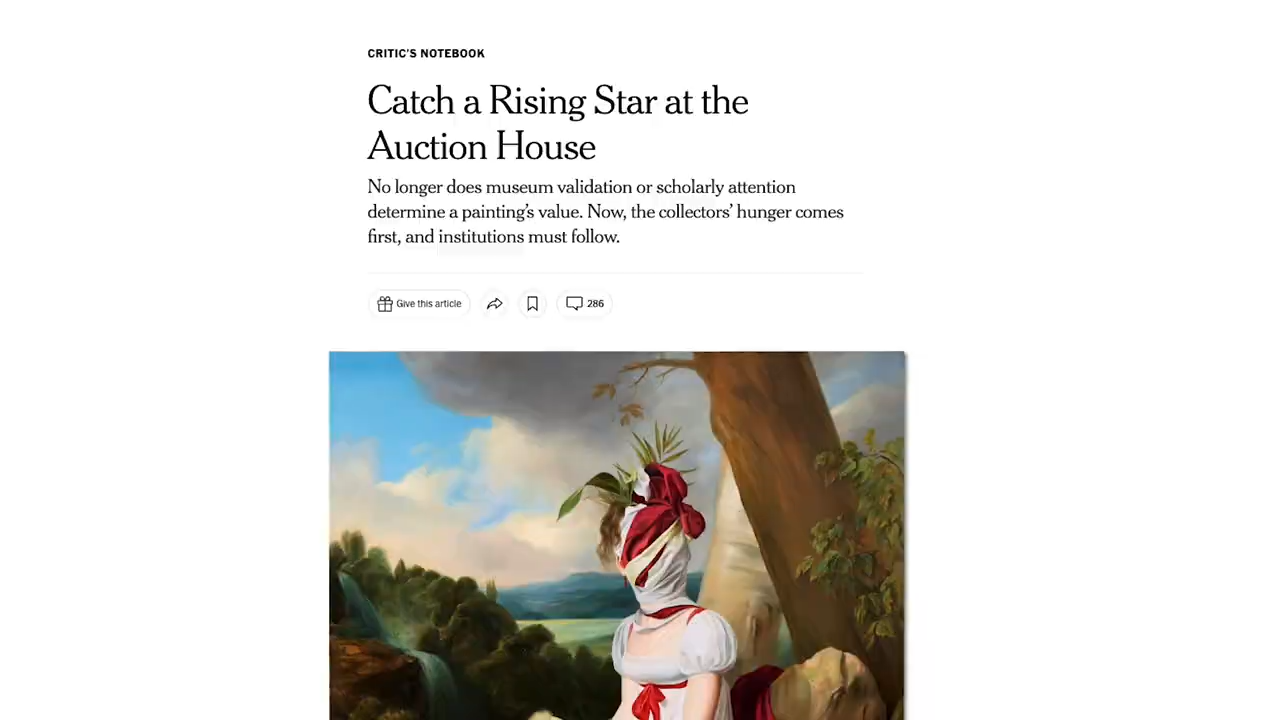 CRITIC'S NOTEBOOK
Catch a Rising Star at the
Auction House
No longer does museum validation or scholarly attention
determine a painting's value. Now, the collectors' hunger comes
first, and institutions must follow.
Give this article
286